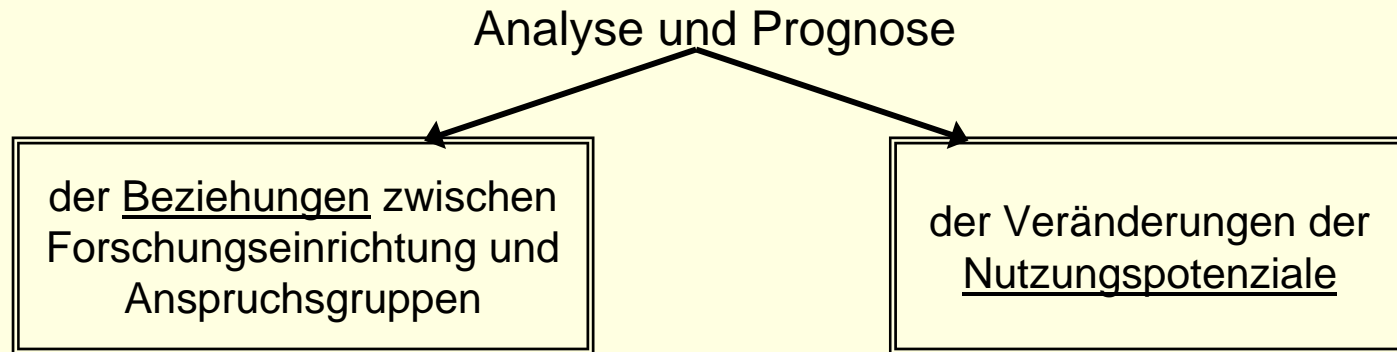 Analyse und Prognose
der Beziehungen zwischen
Forschungseinrichtung und
Anspruchsgruppen
der Veränderungen der
Nutzungspotenziale